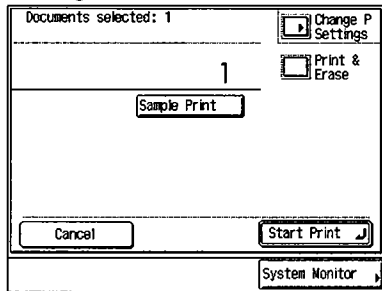 Documents selected: 1
Change P
Settings
1
Print &
Erase
Sample Print
Cancel
Start Print
System Monitor